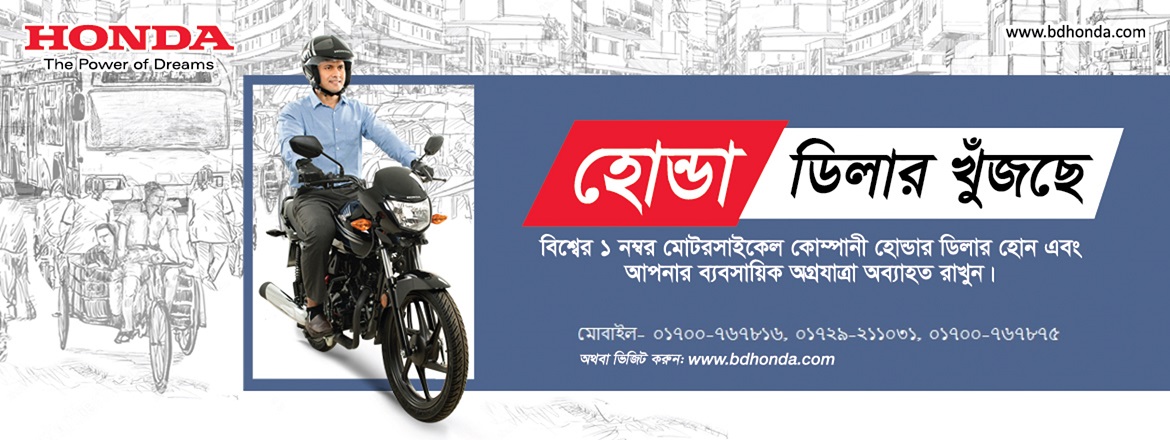 HONDA
The Power of Dreams
www.bdhonda.com
হোন্ডা ডিলার খুঁজছে
বিশ্বের ১ নম্বর মোটরসাইকেল কোম্পানী হোন্ডার ডিলার হোন এবং
আপনার ব্যবসায়িক অগ্রযাত্রা অব্যাহত রাখুন।
মোবাইল- ০১৭০০-৭৬৭৮১৬, ০১৭২৯-২১১০৩১, ০১৭০০-৭৬৭৮৭৫
অথবা ভিজিট করুন: www.bdhonda.com